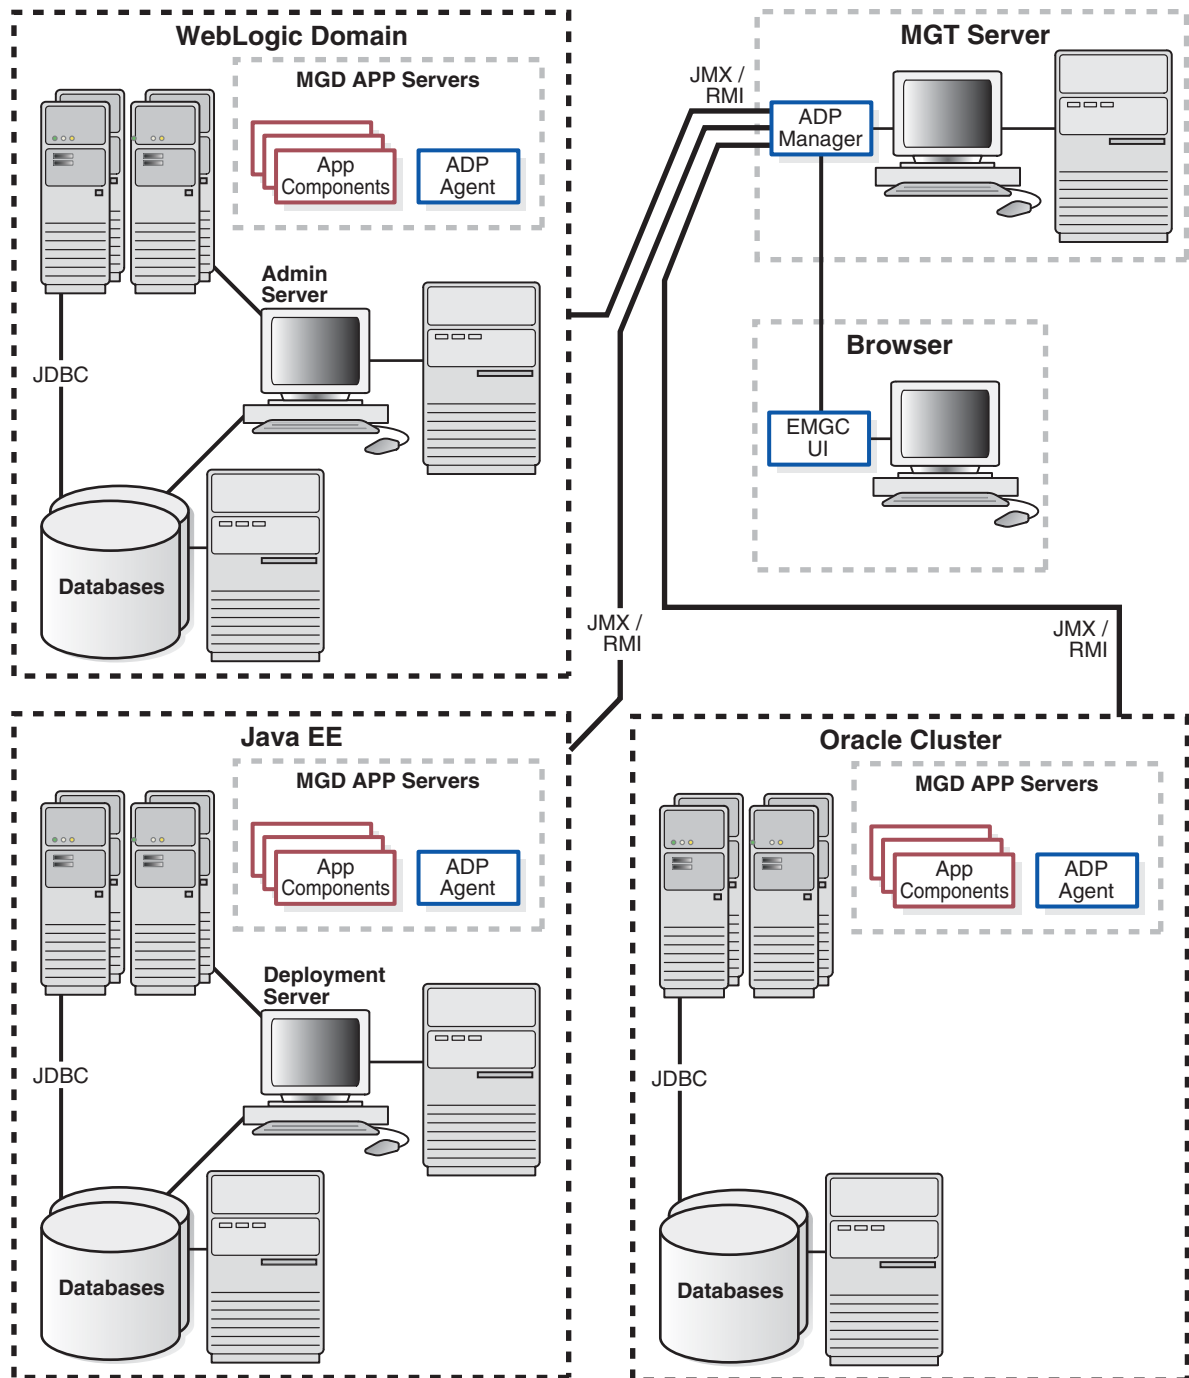 WebLogic Domain
MGD APP Servers
App
Components
ADP
Agent
Admin
Server
JDBC
Databases
JMX /
RMI
MGT Server
ADP
Manager
Browser
EMGC
UI
JMX /
RMI
JMX /
RMI
Java EE
MGD APP Servers
App
Components
ADP
Agent
Deployment
Server
JDBC
Databases
Oracle Cluster
MGD APP Servers
App
Components
ADP
Agent
JDBC
Databases